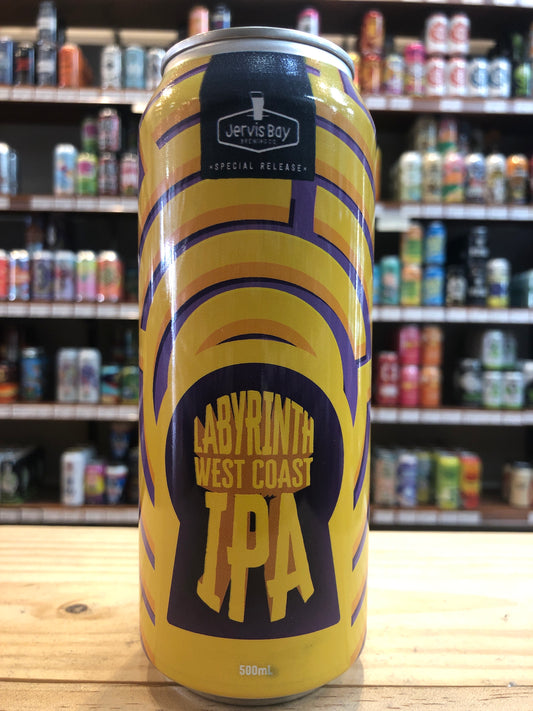 Jervis Bay
BREWING CO
•SPECIAL RELEASE•
LABYRINTH
WEST COAST
IPA
500mL